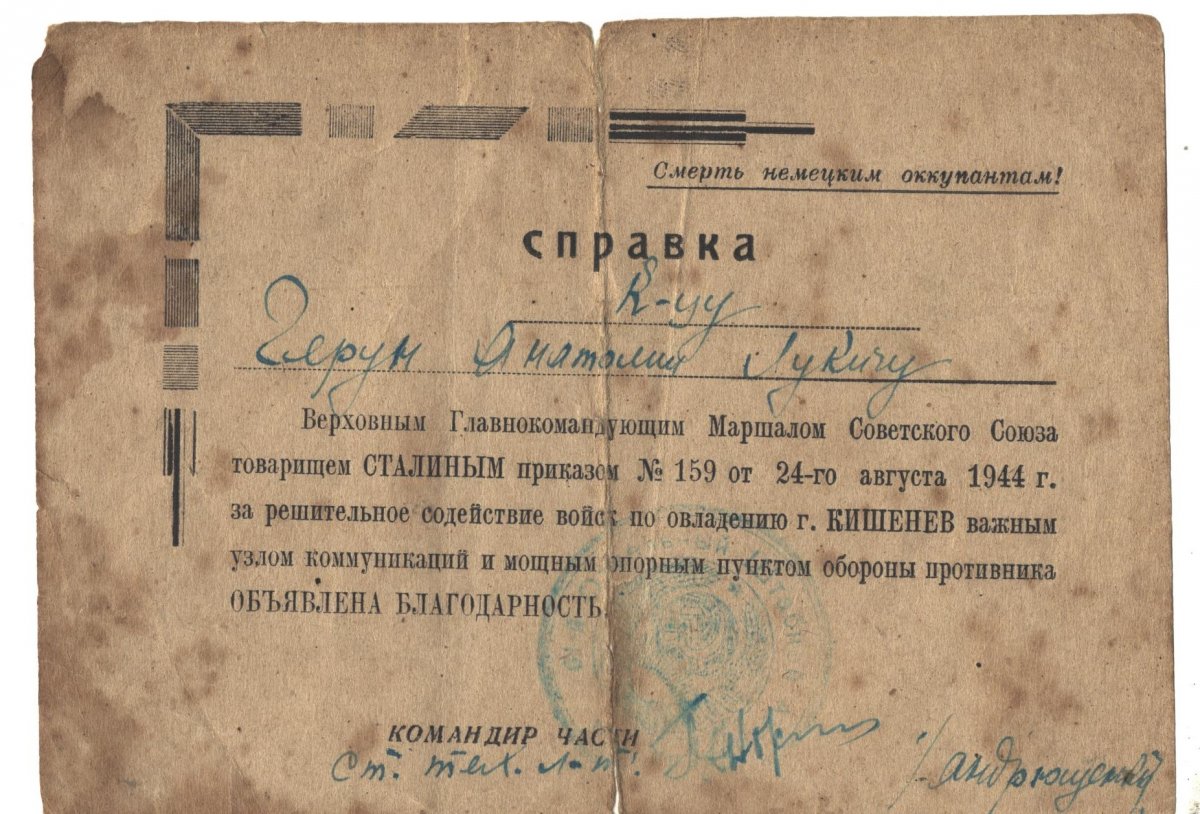 Смерть немецким оккупантам!
СПРАВКА
К-цу
Герун Анатолию Лукичу
Верховным Главнокомандующим Маршалом Советского Союза
товарищем СТАЛИНЫМ приказом № 159 от 24-го августа 1944 г.
за решительное содействие войск по овладению г. КИШЕНЕВ важным
узлом коммуникаций и мощным опорным пунктом обороны противника
ОБЪЯВЛЕНА БЛАГОДАРНОСТЬ.
КОМАНДИР ЧАСТИ
ст. тех. л-т.